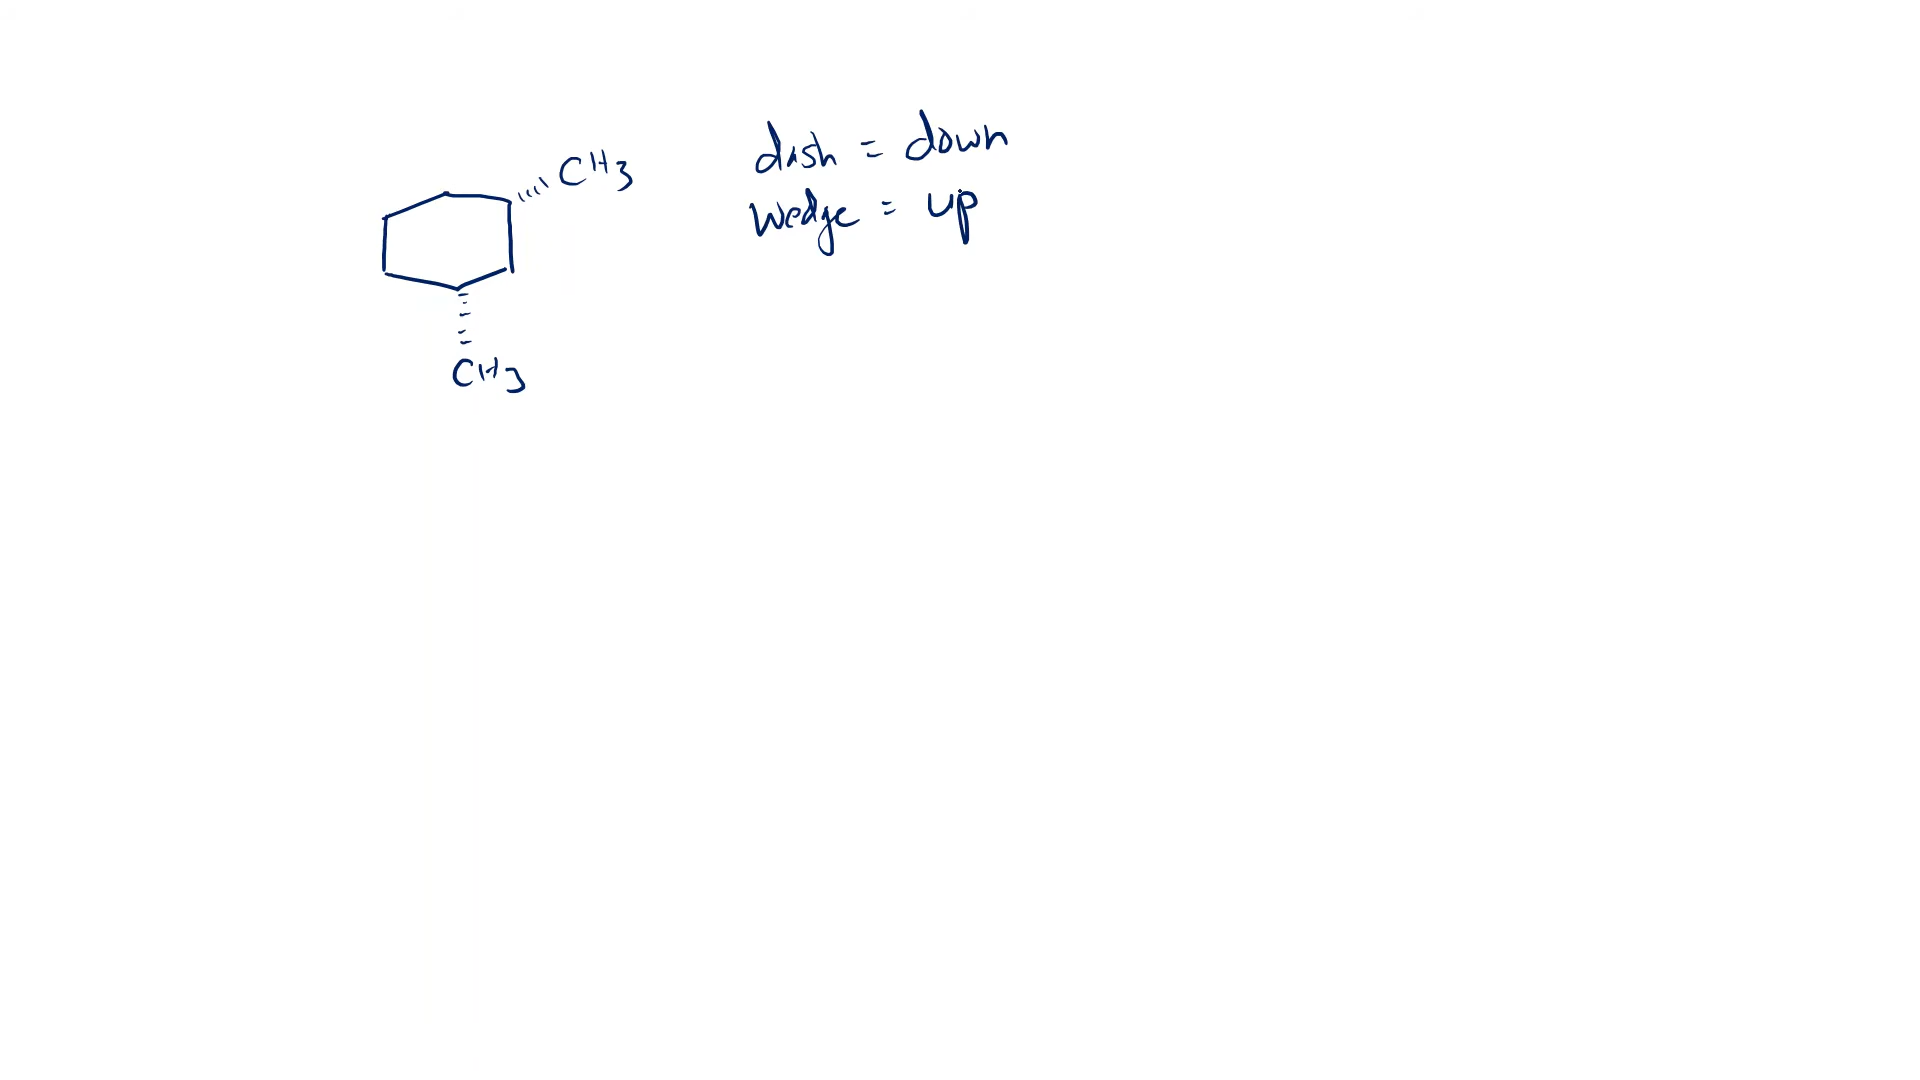 CH3
dash = down
wedge = up
CH3